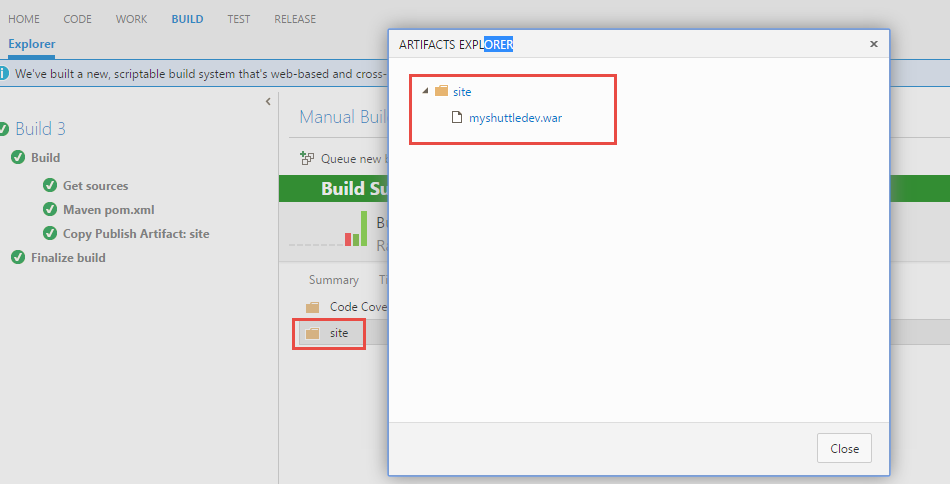 HOME CODE WORK BUILD TEST RELEASE
Explorer
We've built a new, scriptable build system that's web-based and cross-
Build 3
Build
Get sources
Maven pom.xml
Copy Publish Artifact: site
Finalize build
Manual Buil
Queue new
Build Su
Summary
Code Cove
site
ARTIFACTS EXPLORER
site
myshuttledev.war
Close